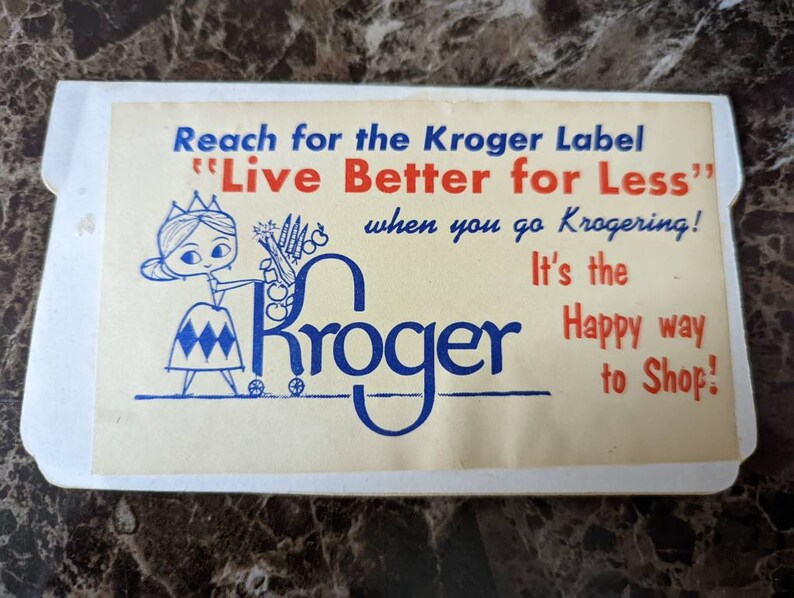 Reach for the Kroger Label
"Live Better for Less"
when you go Krogering!
It's the
Happy way
to Shop!
Kroger